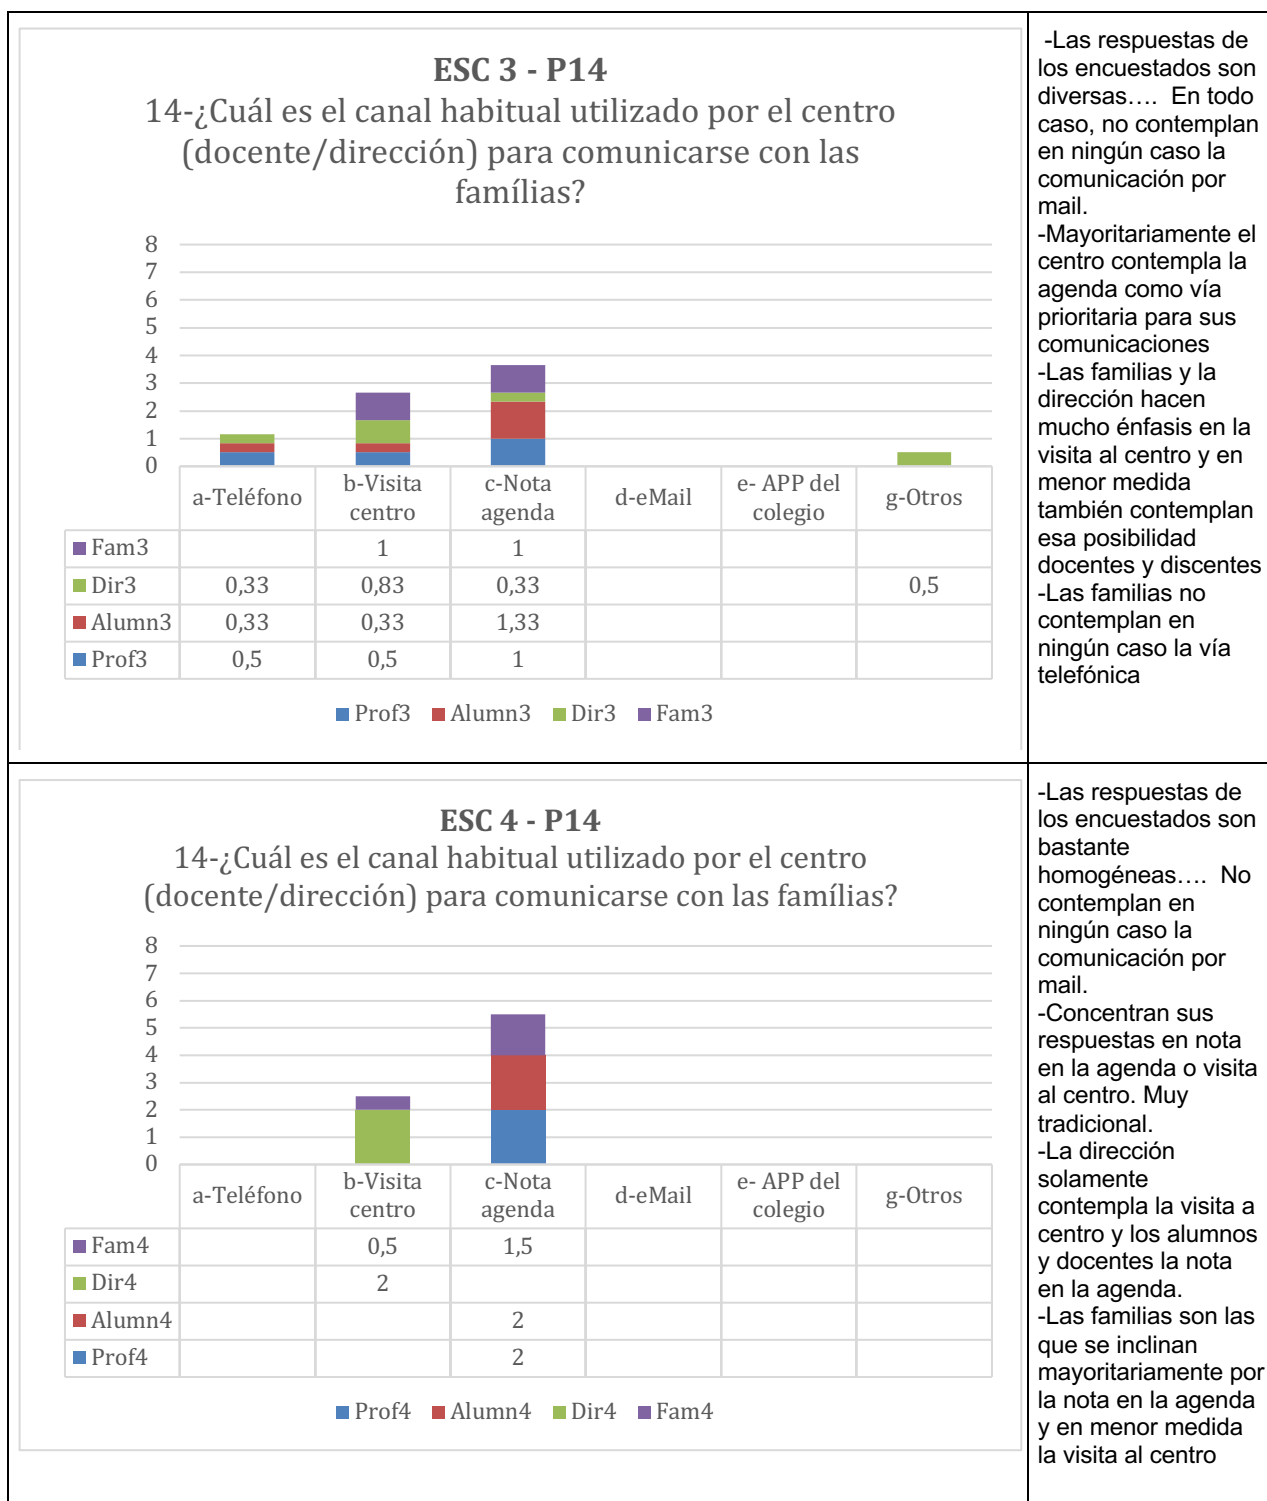 ESC 3 - P14
14-¿Cuál es el canal habitual utilizado por el centro
(docente/dirección) para comunicarse con las
famílias?
8
7
6
5
4
3
2
1
0
a-Teléfono b-Visita centro c-Nota agenda d-eMail e- APP del colegio g-Otros
Fam3 1 1
Dir3 0,33 0,83 0,33 0,5
Alumn3 0,33 0,33 1,33
Prof3 0,5 0,5 1
Prof3 Alumn3 Dir3 Fam3
-Las respuestas de
los encuestados son
diversas…. En todo
caso, no contemplan
en ningún caso la
comunicación por
mail.
-Mayoritariamente el
centro contempla la
agenda como vía
prioritaria para sus
comunicaciones
-Las familias y la
dirección hacen
mucho énfasis en la
visita al centro y en
menor medida
también contemplan
esa posibilidad
docentes y discentes
-Las familias no
contemplan en
ningún caso la vía
telefónica
ESC 4 - P14
14-¿Cuál es el canal habitual utilizado por el centro
(docente/dirección) para comunicarse con las famílias?
8
7
6
5
4
3
2
1
0
a-Teléfono b-Visita centro c-Nota agenda d-eMail e- APP del colegio g-Otros
Fam4 0,5 1,5
Dir4 2
Alumn4 2
Prof4 2
Prof4 Alumn4 Dir4 Fam4
-Las respuestas de
los encuestados son
bastante
homogéneas…. No
contemplan en
ningún caso la
comunicación por
mail.
-Concentran sus
respuestas en nota
en la agenda o visita
al centro. Muy
tradicional.
-La dirección
solamente
contempla la visita a
centro y los alumnos
y docentes la nota
en la agenda.
-Las familias son las
que se inclinan
mayoritariamente por
la nota en la agenda
y en menor medida
la visita al centro